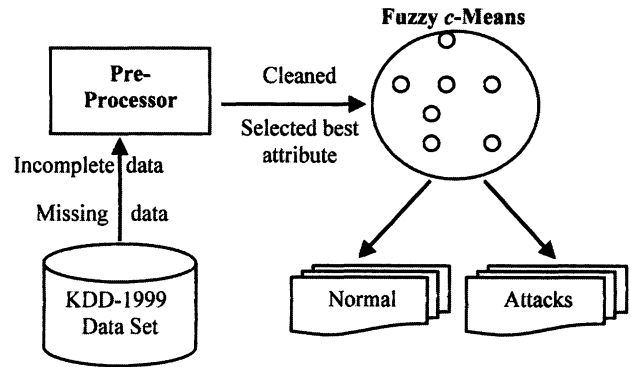 Fuzzy c-Means
Pre-
Processor
Cleaned
Selected best
attribute
Incomplete data
Missing data
KDD-1999
Data Set
Normal
Attacks